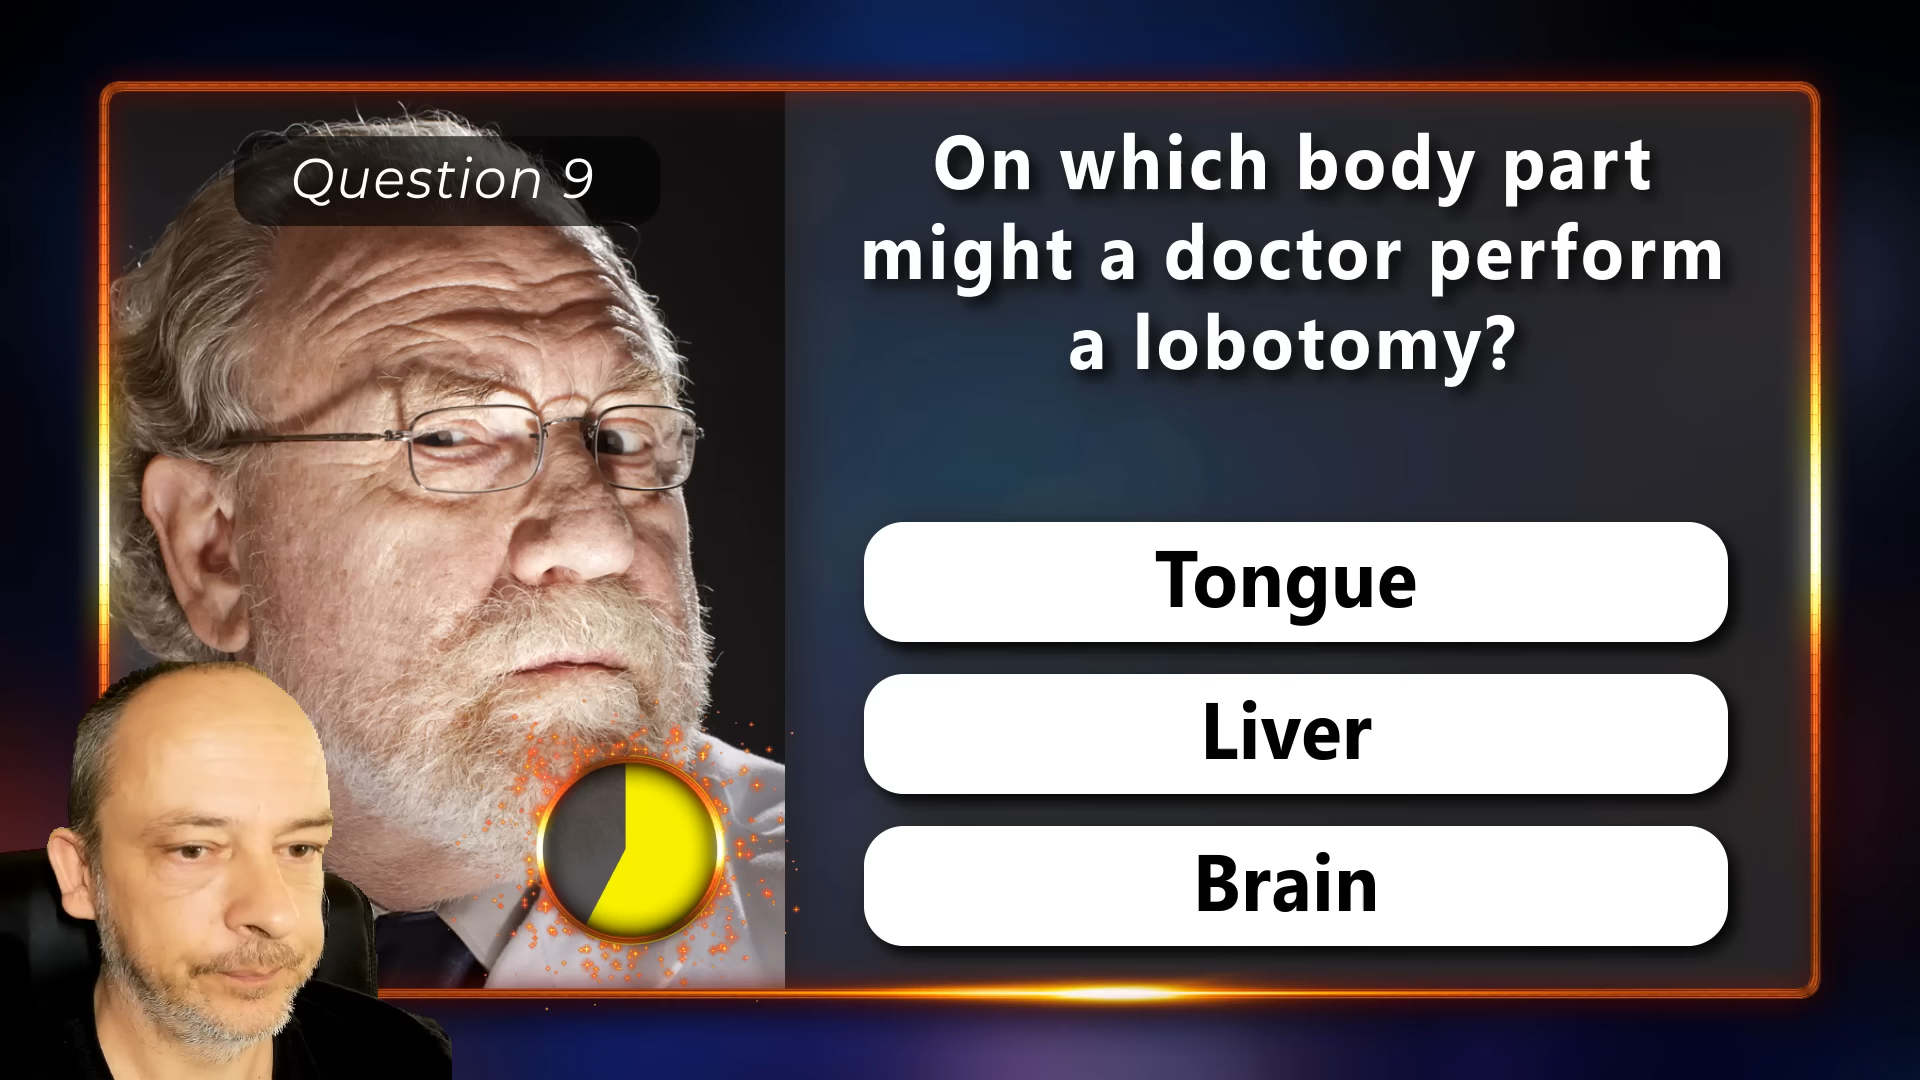 Question 9
On which body part
might a doctor perform
a lobotomy?
Tongue
Liver
Brain